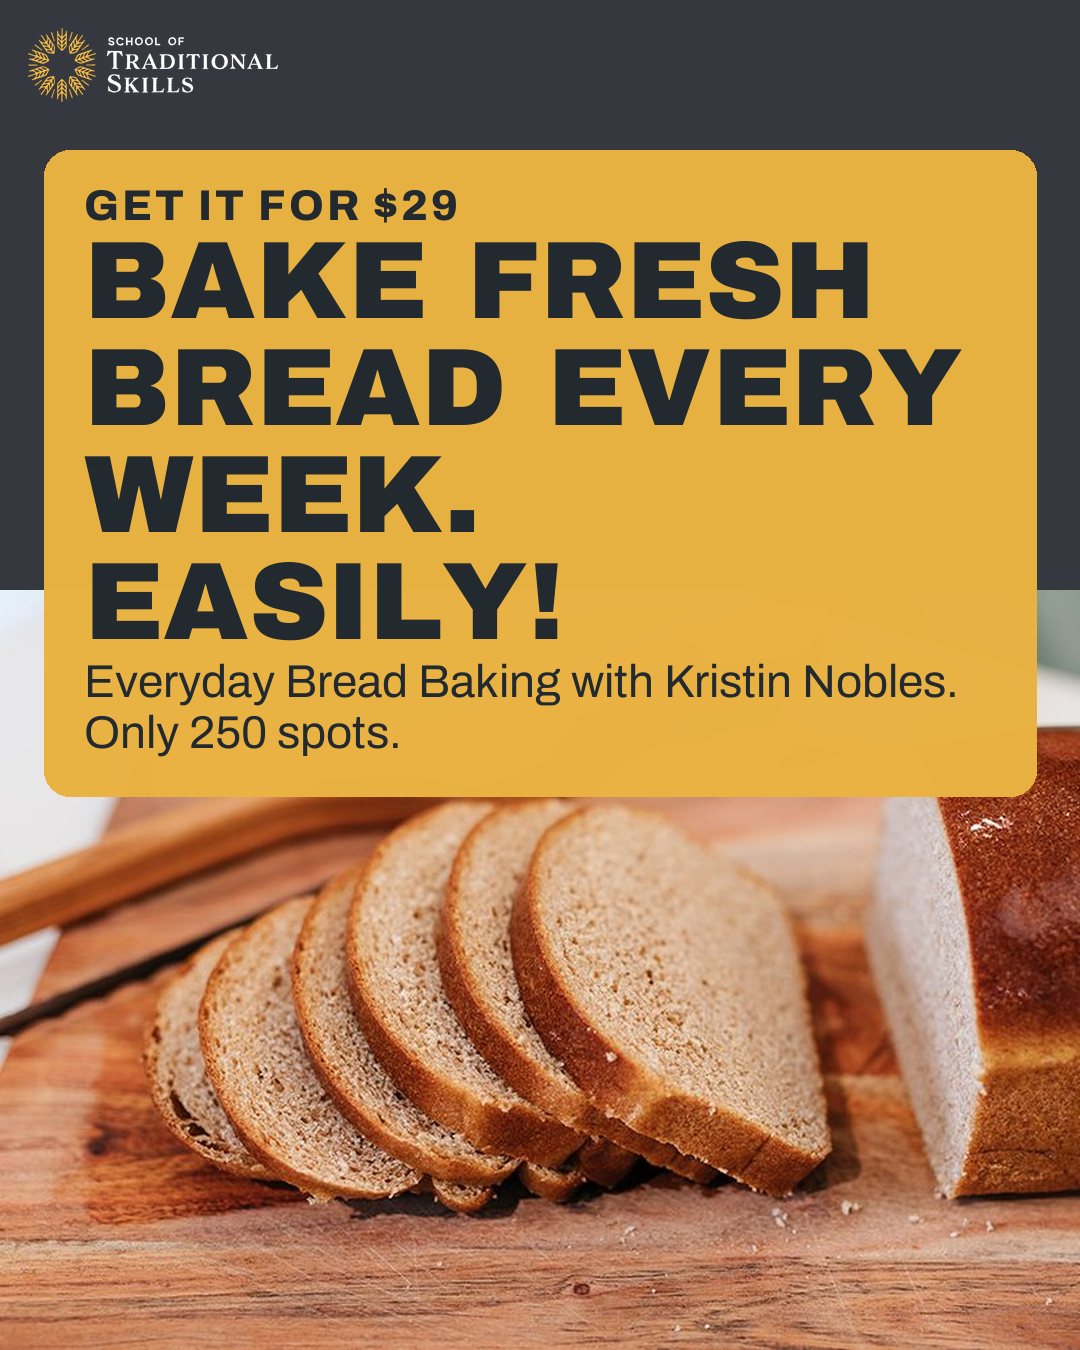 SCHOOL OF
TRADITIONAL
SKILLS
GET IT FOR $29
BAKE FRESH
BREAD EVERY
WEEK.
EASILY!
Everyday Bread Baking with Kristin Nobles.
Only 250 spots.